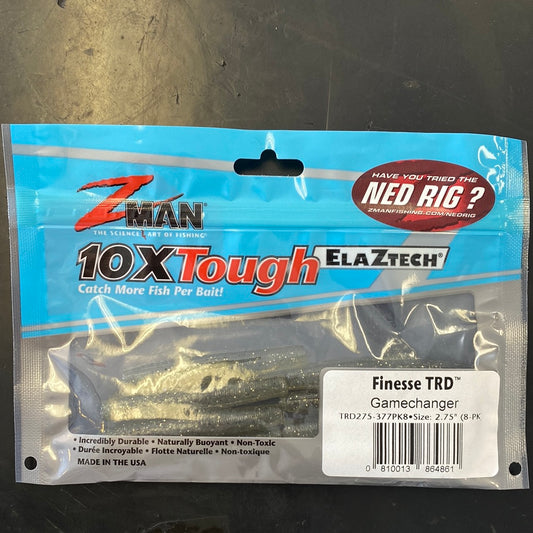 HAVE YOU TRIED THE
NED RIG?
ZMANFISHING.COM/NEDRIG
ZMAN®
THE SCIENCE & ART OF FISHING®
10X Tough ELAZTECH®
Catch More Fish Per Bait!
Finesse TRD™
Gamechanger
TRD275-377PK8•Size: 2.75" (8-PK
0 810013 864861
• Incredibly Durable • Naturally Buoyant • Non-Toxic
• Durée Incroyable • Flotte Naturelle • Non-toxique
MADE IN THE USA